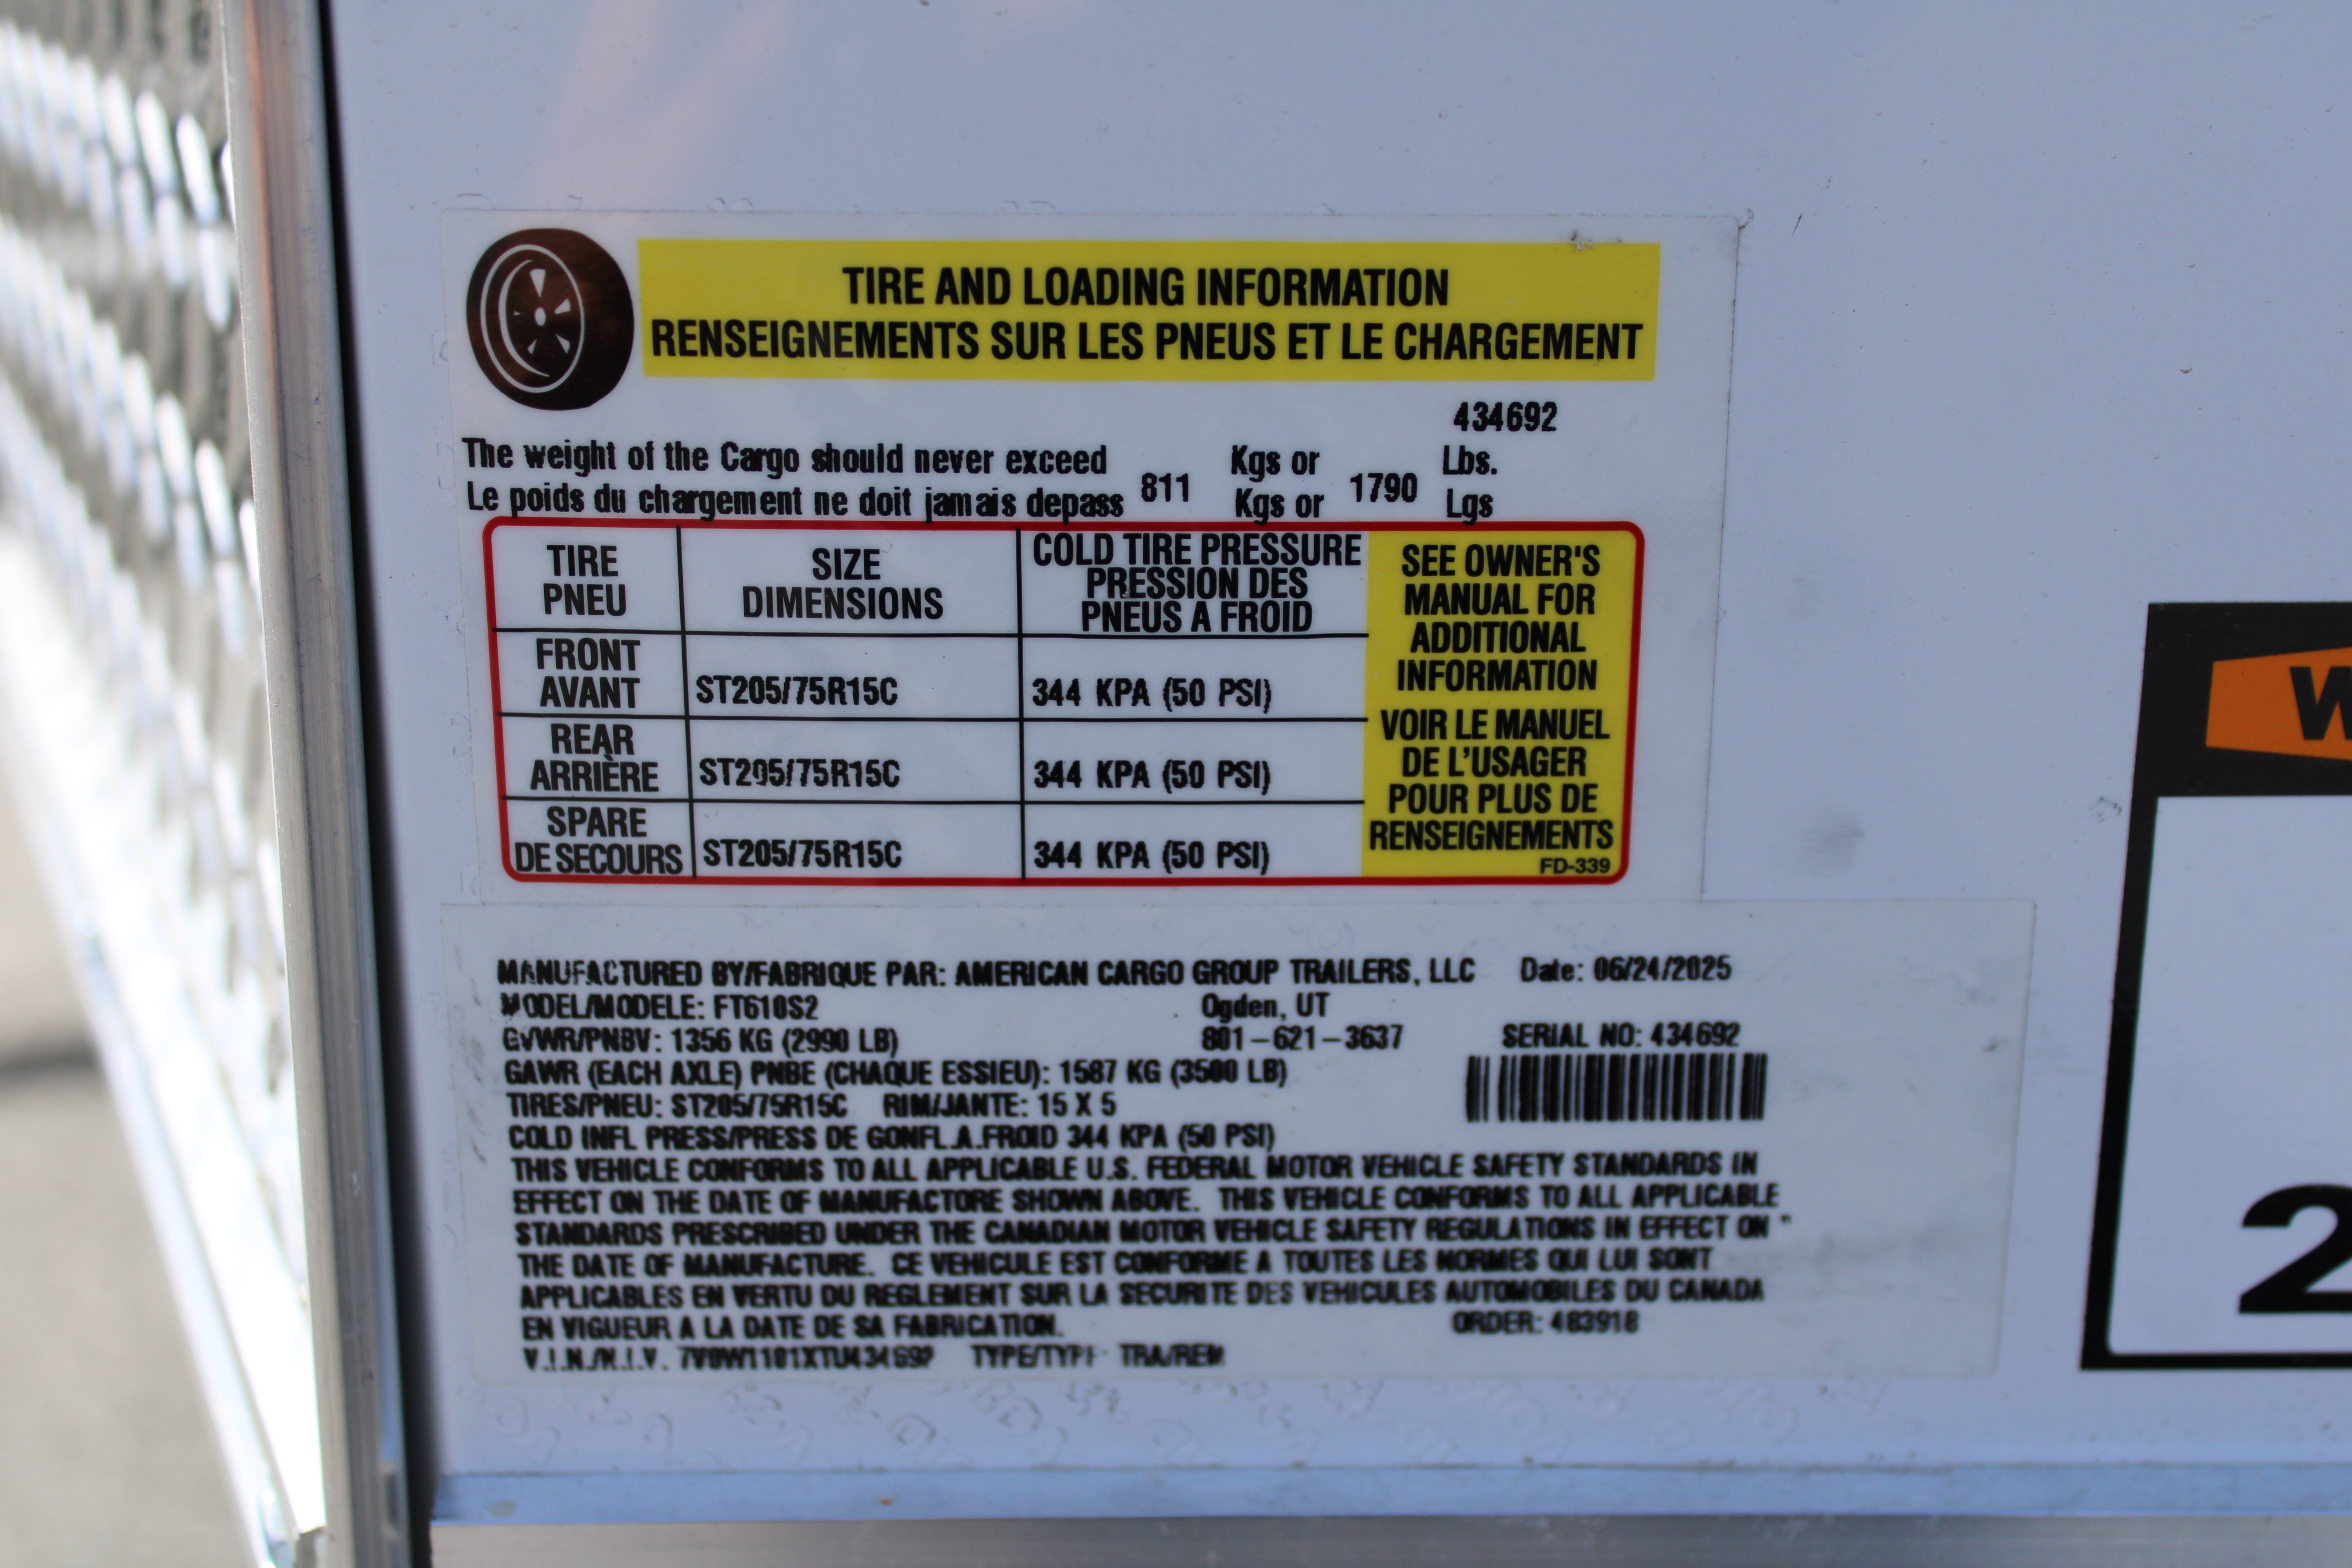 TIRE AND LOADING INFORMATION
RENSEIGNEMENTS SUR LES PNEUS ET LE CHARGEMENT
434692
The weight of the Cargo should never exceed 811 Kgs or 1790 Lbs.
Le poids du chargement ne doit jamais depass Kgs or Lgs
TIRE PNEU
SIZE DIMENSIONS
COLD TIRE PRESSURE
PRESSION DES
PNEUS A FROID
FRONT AVANT ST205/75R15C 344 KPA (50 PSI)
REAR ARRIÈRE ST205/75R15C 344 KPA (50 PSI)
SPARE DE SECOURS ST205/75R15C 344 KPA (50 PSI)
SEE OWNER'S
MANUAL FOR
ADDITIONAL
INFORMATION
VOIR LE MANUEL
DE L'USAGER
POUR PLUS DE
RENSEIGNEMENTS
FD-339
MANUFACTURED BY/FABRIQUE PAR: AMERICAN CARGO GROUP TRAILERS, LLC Date: 06/24/2025
MODEL/MODELE: FT610S2 Ogden, UT
GVWR/PNBV: 1356 KG (2990 LB) 801-621-3637 SERIAL NO: 434692
GAWR (EACH AXLE) PNBE (CHAQUE ESSIEU): 1587 KG (3500 LB)
TIRES/PNEU: ST205/75R15C RIM/JANTE: 15 X 5
COLD INFL PRESS/PRESS DE GONFL.A.FROID 344 KPA (50 PSI)
THIS VEHICLE CONFORMS TO ALL APPLICABLE U.S. FEDERAL MOTOR VEHICLE SAFETY STANDARDS IN
EFFECT ON THE DATE OF MANUFACTORE SHOWN ABOVE. THIS VEHICLE CONFORMS TO ALL APPLICABLE
STANDARDS PRESCRIBED UNDER THE CANADIAN MOTOR VEHICLE SAFETY REGULATIONS IN EFFECT ON
THE DATE OF MANUFACTURE. CE VEHICULE EST CONFORME A TOUTES LES NORMES QUI LUI SONT
APPLICABLES EN VERTU DU REGLEMENT SUR LA SECURITE DES VEHICULES AUTOMOBILES DU CANADA
EN VIGUEUR A LA DATE DE SA FABRICATION. ORDER: 483918
V.I.N./N.I.V. TYPE/TYPE TRA/REM
W
2